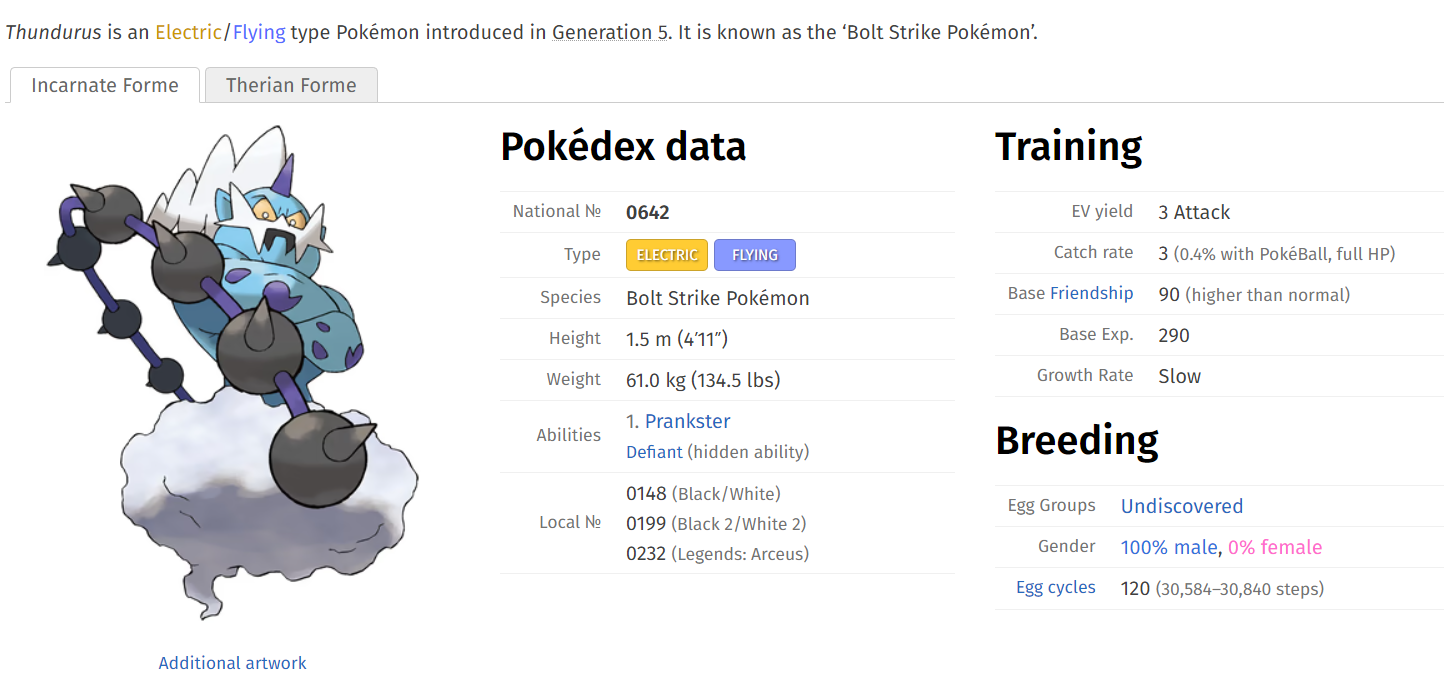 Thundurus is an Electric/Flying type Pokémon introduced in Generation 5. It is known as the ‘Bolt Strike Pokémon’.
Incarnate Forme
Therian Forme
Additional artwork
Pokédex data
National № 0642
Type ELECTRIC FLYING
Species Bolt Strike Pokémon
Height 1.5 m (4′11″)
Weight 61.0 kg (134.5 lbs)
Abilities 1. Prankster
Defiant (hidden ability)
Local № 0148 (Black/White)
0199 (Black 2/White 2)
0232 (Legends: Arceus)
Training
EV yield 3 Attack
Catch rate 3 (0.4% with PokéBall, full HP)
Base Friendship 90 (higher than normal)
Base Exp. 290
Growth Rate Slow
Breeding
Egg Groups Undiscovered
Gender 100% male, 0% female
Egg cycles 120 (30,584–30,840 steps)